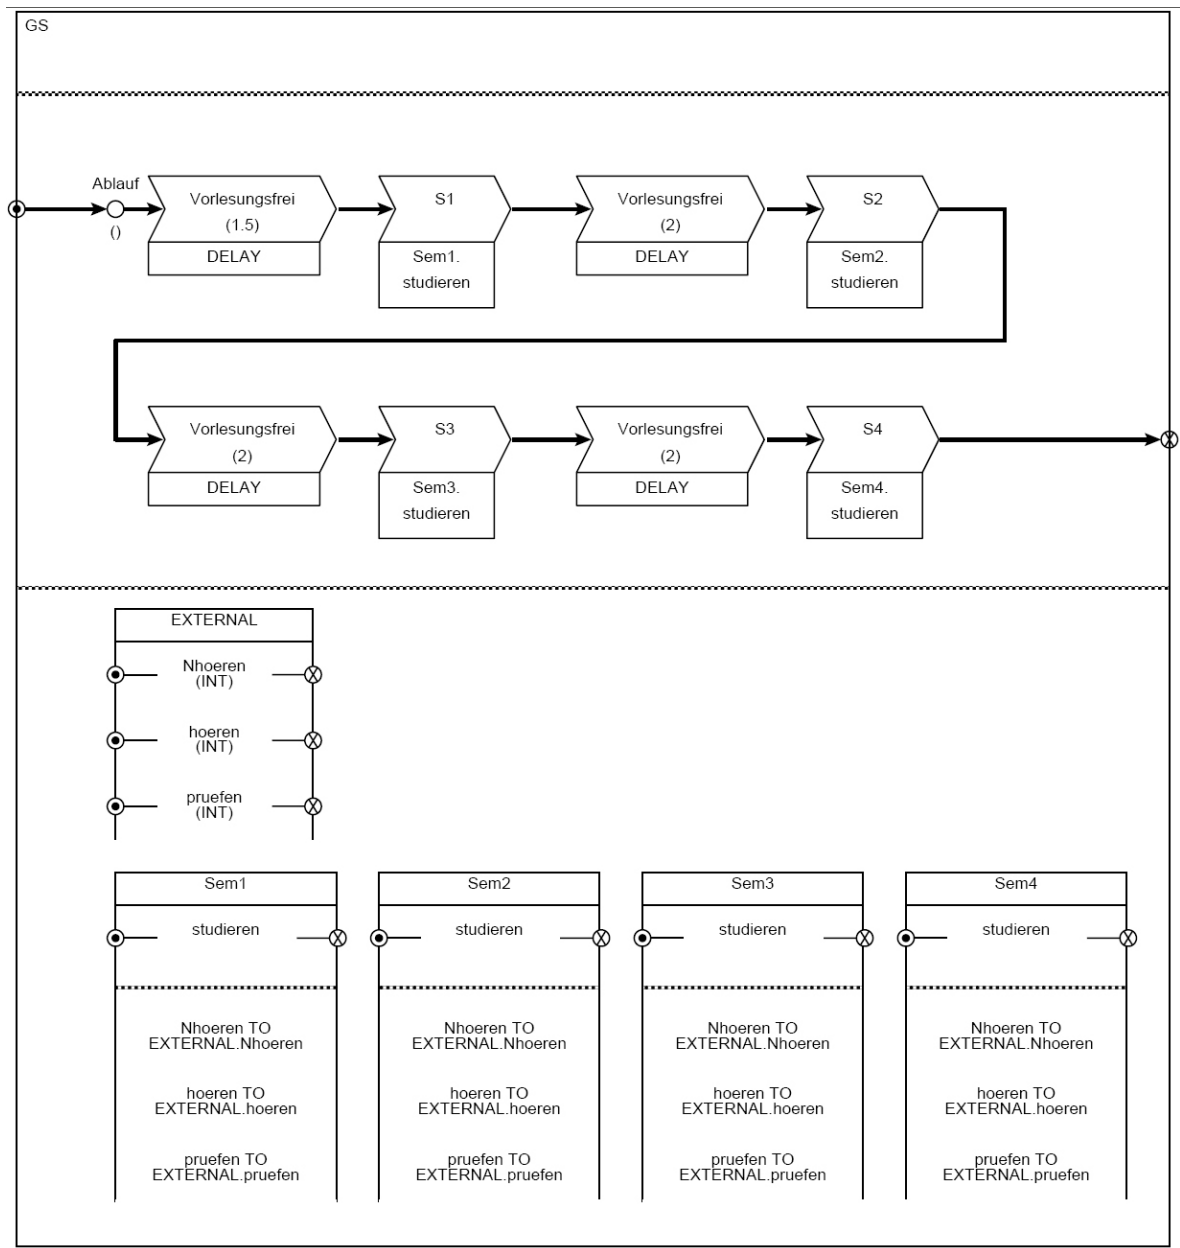 GS
Ablauf
()
Vorlesungsfrei
(1.5)
DELAY
S1
Sem1.
studieren
Vorlesungsfrei
(2)
DELAY
S2
Sem2.
studieren
Vorlesungsfrei
(2)
DELAY
S3
Sem3.
studieren
Vorlesungsfrei
(2)
DELAY
S4
Sem4.
studieren
EXTERNAL
Nhoeren
(INT)
hoeren
(INT)
pruefen
(INT)
Sem1
studieren
Nhoeren TO
EXTERNAL.Nhoeren
hoeren TO
EXTERNAL.hoeren
pruefen TO
EXTERNAL.pruefen
Sem2
studieren
Nhoeren TO
EXTERNAL.Nhoeren
hoeren TO
EXTERNAL.hoeren
pruefen TO
EXTERNAL.pruefen
Sem3
studieren
Nhoeren TO
EXTERNAL.Nhoeren
hoeren TO
EXTERNAL.hoeren
pruefen TO
EXTERNAL.pruefen
Sem4
studieren
Nhoeren TO
EXTERNAL.Nhoeren
hoeren TO
EXTERNAL.hoeren
pruefen TO
EXTERNAL.pruefen